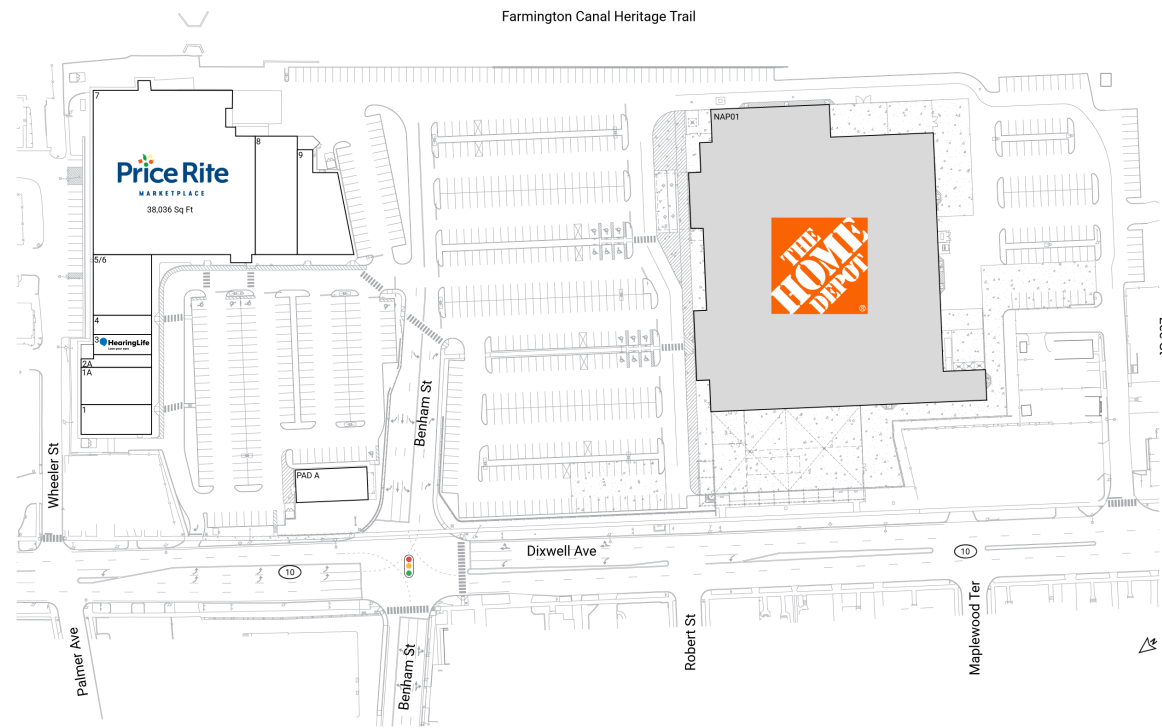 Farmington Canal Heritage Trail
7
NAP01
8
9
Price Rite
MARKETPLACE
38,036 Sq Ft
THE
HOME
DEPOT
®
5/6
4
3
HearingLife
2A
1A
1
Benham St
Wheeler St
PAD A
Dixwell Ave
10
10
Palmer Ave
Benham St
Robert St
Maplewood Ter
N